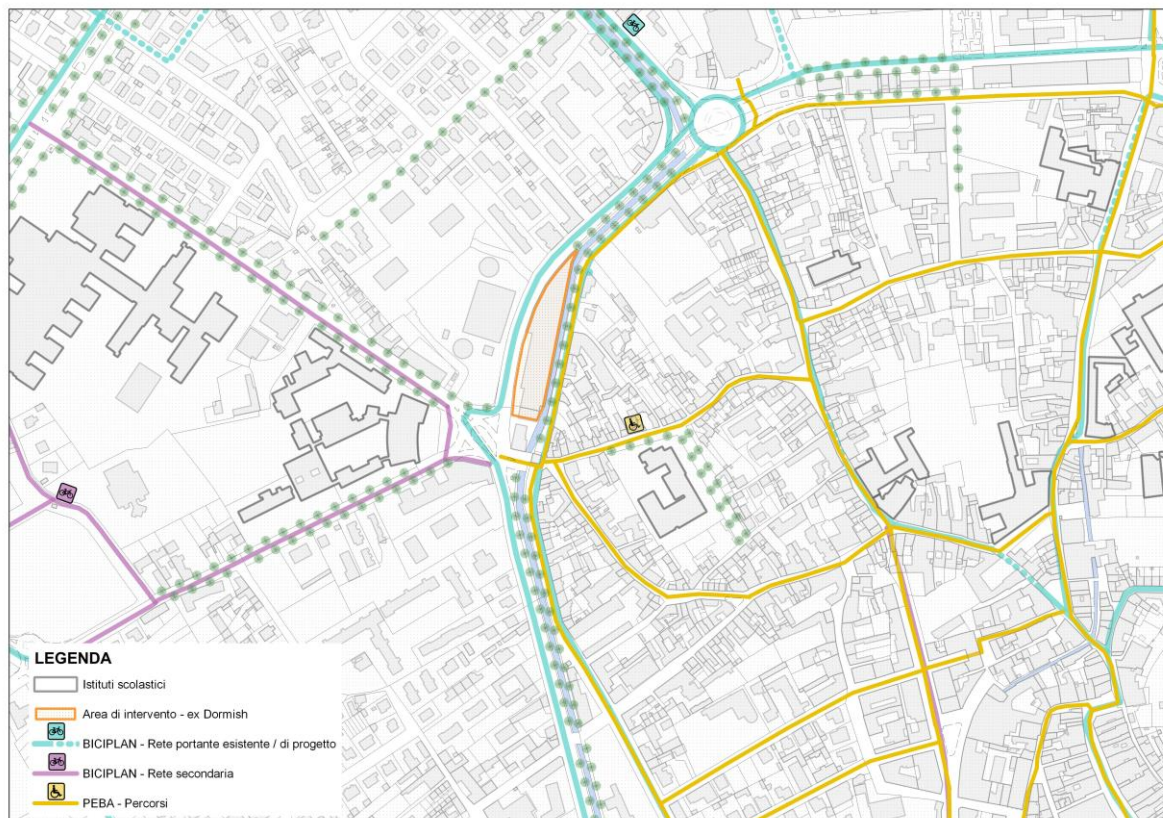 LEGENDA
Istituti scolastici
Area di intervento - ex Dormish
BICIPLAN - Rete portante esistente / di progetto
BICIPLAN - Rete secondaria
PEBA - Percorsi